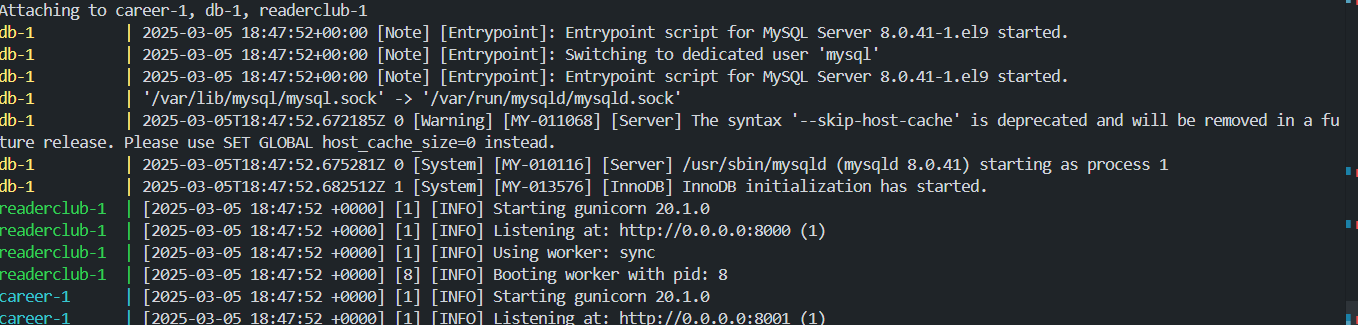 Attaching to career-1, db-1, readerclub-1
db-1         | 2025-03-05 18:47:52+00:00 [Note] [Entrypoint]: Entrypoint script for MySQL Server 8.0.41-1.el9 started.
db-1         | 2025-03-05 18:47:52+00:00 [Note] [Entrypoint]: Switching to dedicated user 'mysql'
db-1         | 2025-03-05 18:47:52+00:00 [Note] [Entrypoint]: Entrypoint script for MySQL Server 8.0.41-1.el9 started.
db-1         | '/var/lib/mysql/mysql.sock' -> '/var/run/mysqld/mysqld.sock'
db-1         | 2025-03-05T18:47:52.672185Z 0 [Warning] [MY-011068] [Server] The syntax '--skip-host-cache' is deprecated and will be removed in a fu
ture release. Please use SET GLOBAL host_cache_size=0 instead.
db-1         | 2025-03-05T18:47:52.675281Z 0 [System] [MY-010116] [Server] /usr/sbin/mysqld (mysqld 8.0.41) starting as process 1
db-1         | 2025-03-05T18:47:52.682512Z 1 [System] [MY-013576] [InnoDB] InnoDB initialization has started.
readerclub-1  | [2025-03-05 18:47:52 +0000] [1] [INFO] Starting gunicorn 20.1.0
readerclub-1  | [2025-03-05 18:47:52 +0000] [1] [INFO] Listening at: http://0.0.0.0:8000 (1)
readerclub-1  | [2025-03-05 18:47:52 +0000] [1] [INFO] Using worker: sync
readerclub-1  | [2025-03-05 18:47:52 +0000] [8] [INFO] Booting worker with pid: 8
career-1      | [2025-03-05 18:47:52 +0000] [1] [INFO] Starting gunicorn 20.1.0
career-1      | [2025-03-05 18:47:52 +0000] [1] [INFO] Listening at: http://0.0.0.0:8001 (1)